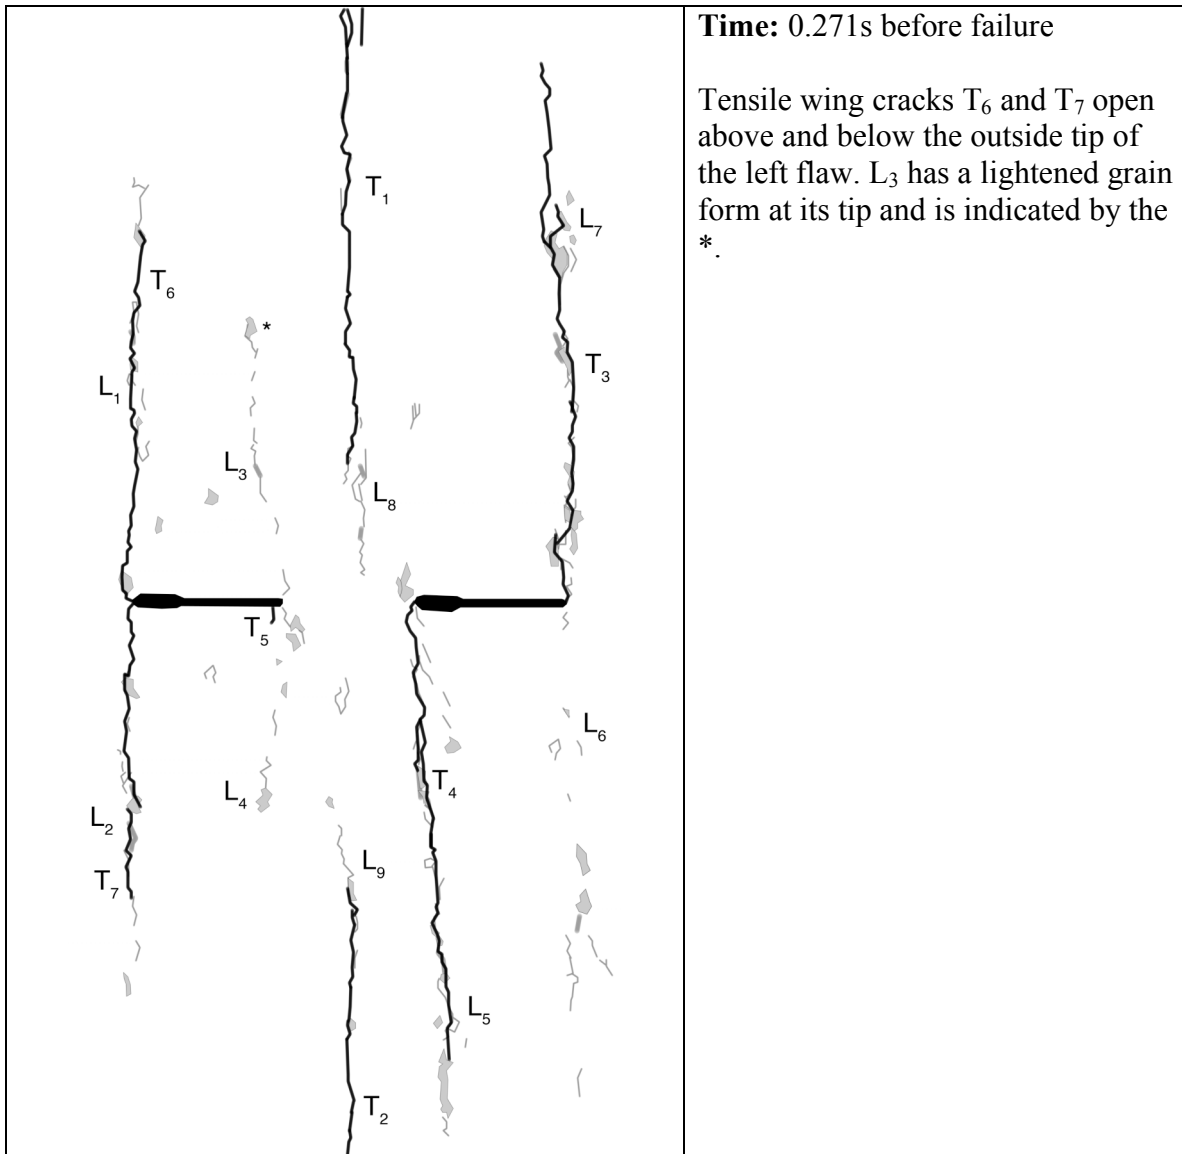 Time: 0.271s before failure
Tensile wing cracks T₆ and T₇ open
above and below the outside tip of
the left flaw. L₃ has a lightened grain
form at its tip and is indicated by the
*.
T₁
L₇
T₆
*
T₃
L₁
L₃
L₈
T₅
L₆
T₄
L₄
L₂
L₉
T₇
L₅
T₂